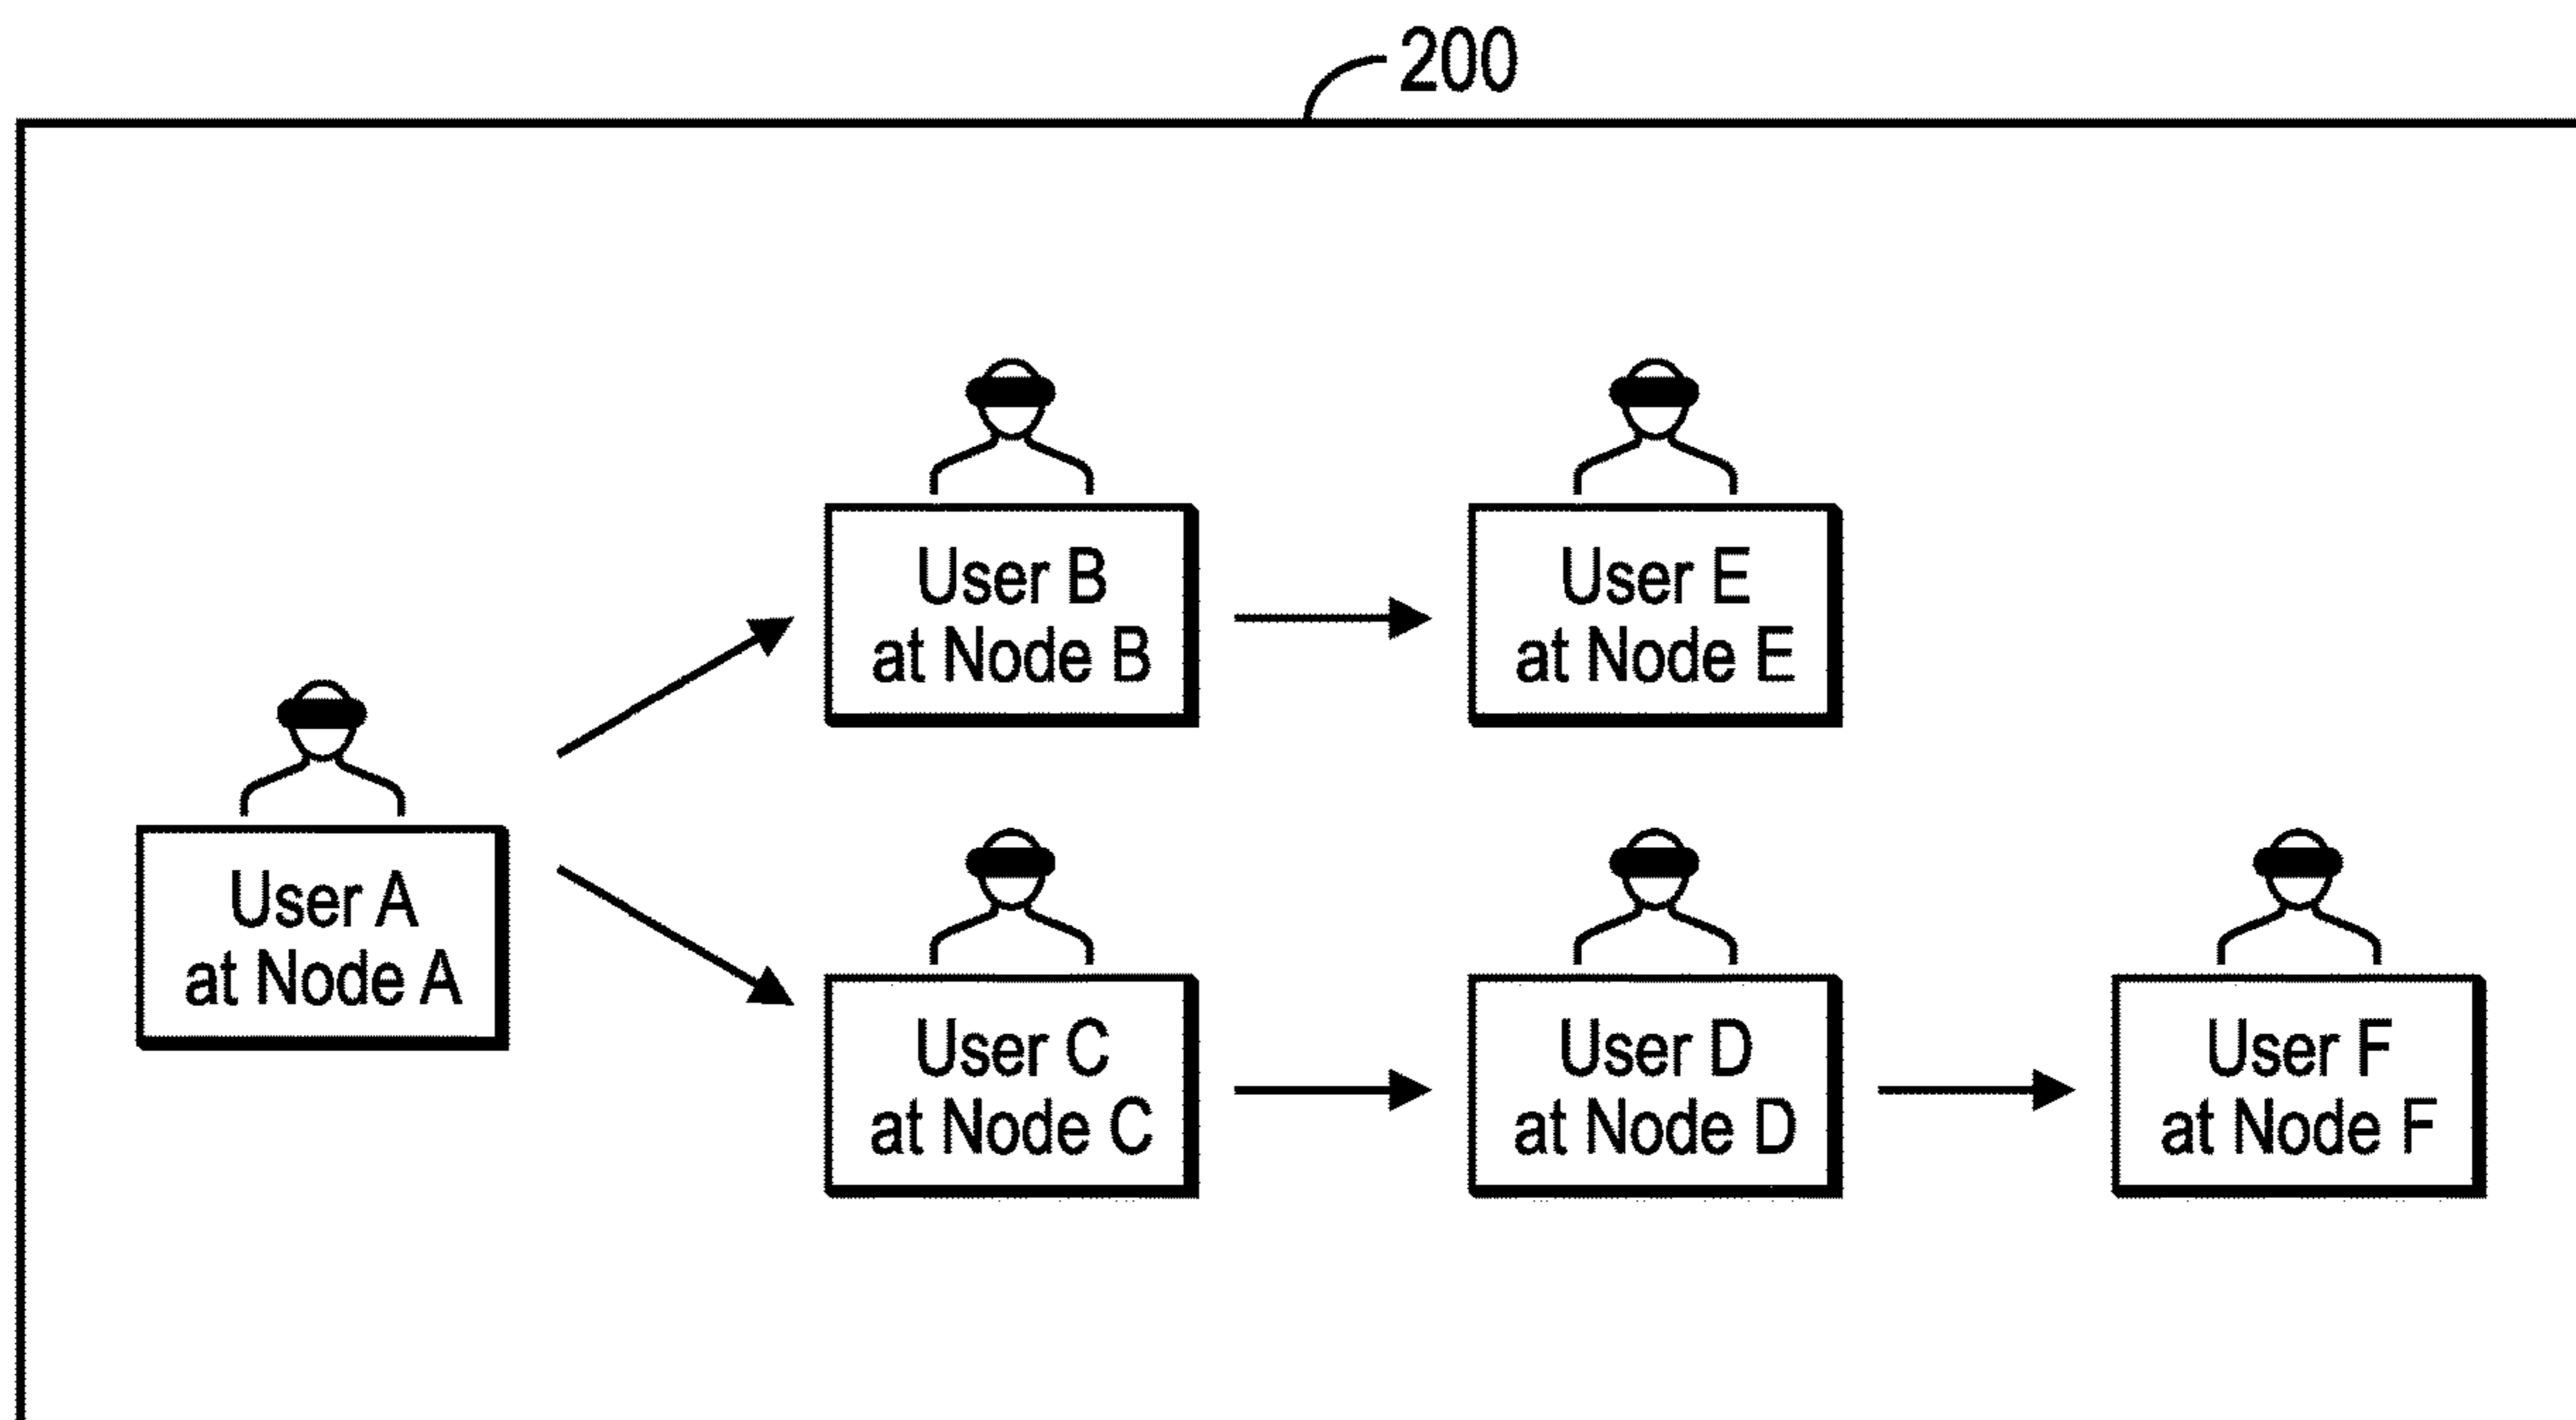 200
User B
at Node B
User E
at Node E
User A
at Node A
User C
at Node C
User D
at Node D
User F
at Node F